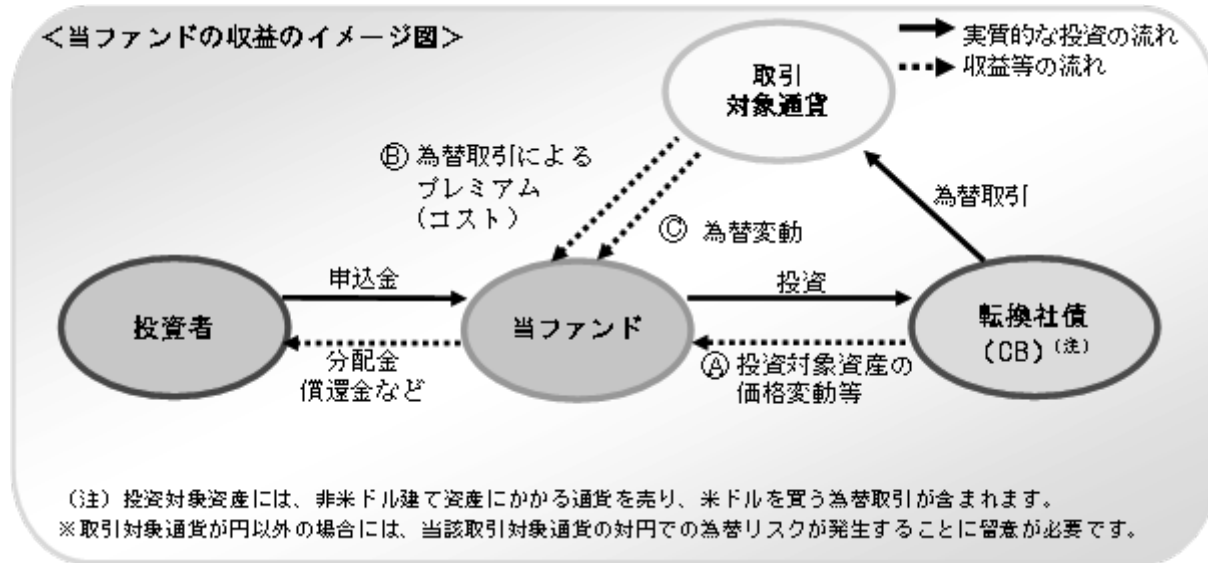 ＜当ファンドの収益のイメージ図＞
実質的な投資の流れ
収益等の流れ
取引
対象通貨
Ⓑ 為替取引による
プレミアム
（コスト）
Ⓒ 為替変動
為替取引
申込金
投資
投資者
当ファンド
転換社債
（CB）（注）
分配金
償還金など
Ⓐ 投資対象資産の
価格変動等
（注）投資対象資産には、非米ドル建て資産にかかる通貨を売り、米ドルを買う為替取引が含まれます。
※取引対象通貨が円以外の場合には、当該取引対象通貨の対円での為替リスクが発生することに留意が必要です。